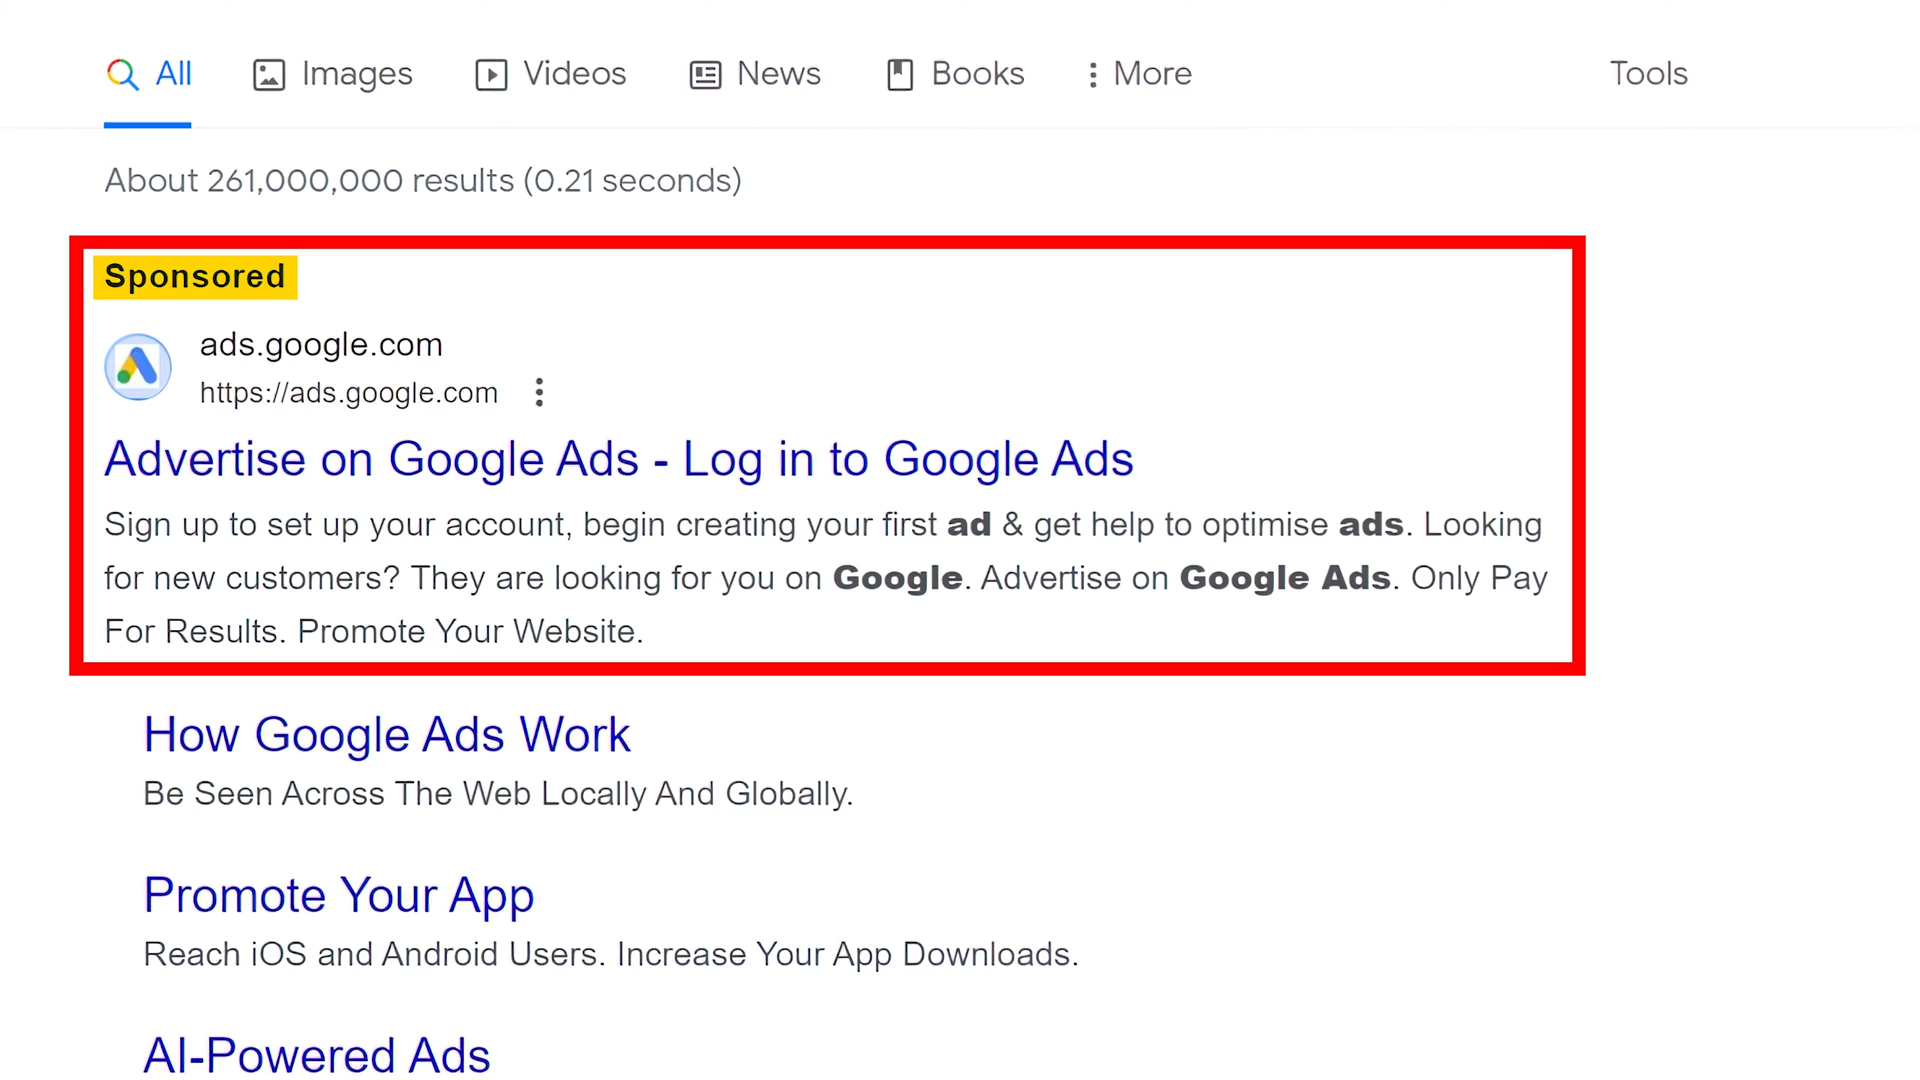 All Images Videos News Books More Tools
About 261,000,000 results (0.21 seconds)
Sponsored
ads.google.com
https://ads.google.com
Advertise on Google Ads - Log in to Google Ads
Sign up to set up your account, begin creating your first ad & get help to optimise ads. Looking
for new customers? They are looking for you on Google. Advertise on Google Ads. Only Pay
For Results. Promote Your Website.
How Google Ads Work
Be Seen Across The Web Locally And Globally.
Promote Your App
Reach iOS and Android Users. Increase Your App Downloads.
AI-Powered Ads